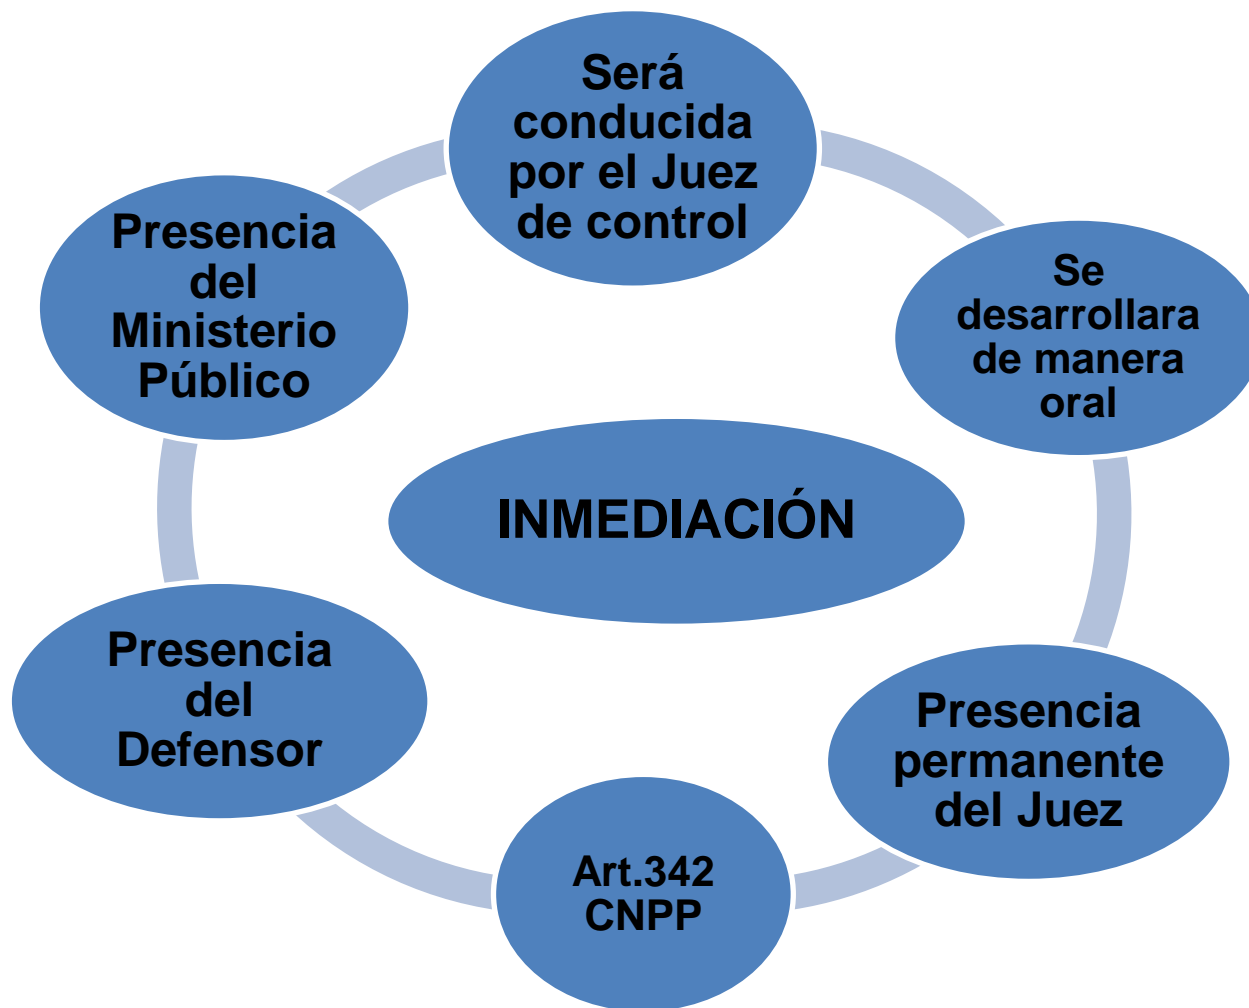 Será
conducida
por el Juez
de control
Se
desarrollara
de manera
oral
Presencia
permanente
del Juez
Art.342
CNPP
Presencia
del
Defensor
Presencia
del
Ministerio
Público
INMEDIACIÓN